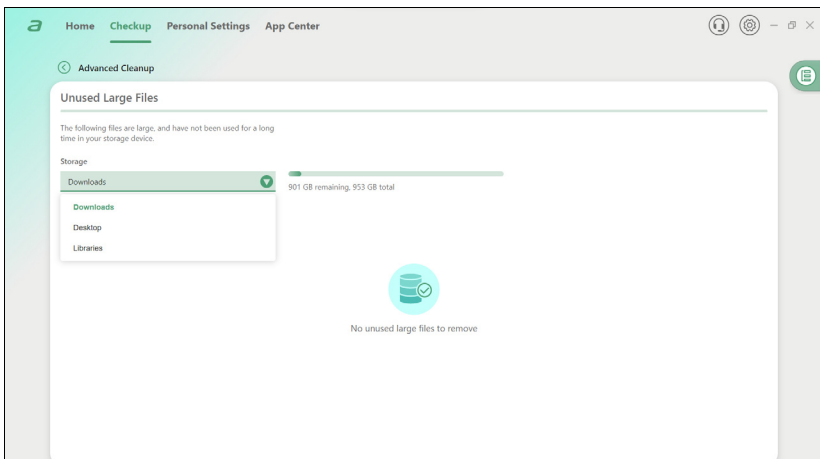 a Home Checkup Personal Settings App Center
Advanced Cleanup
Unused Large Files
The following files are large, and have not been used for a long
time in your storage device.
Storage
Downloads
901 GB remaining, 953 GB total
Downloads
Desktop
Libraries
No unused large files to remove